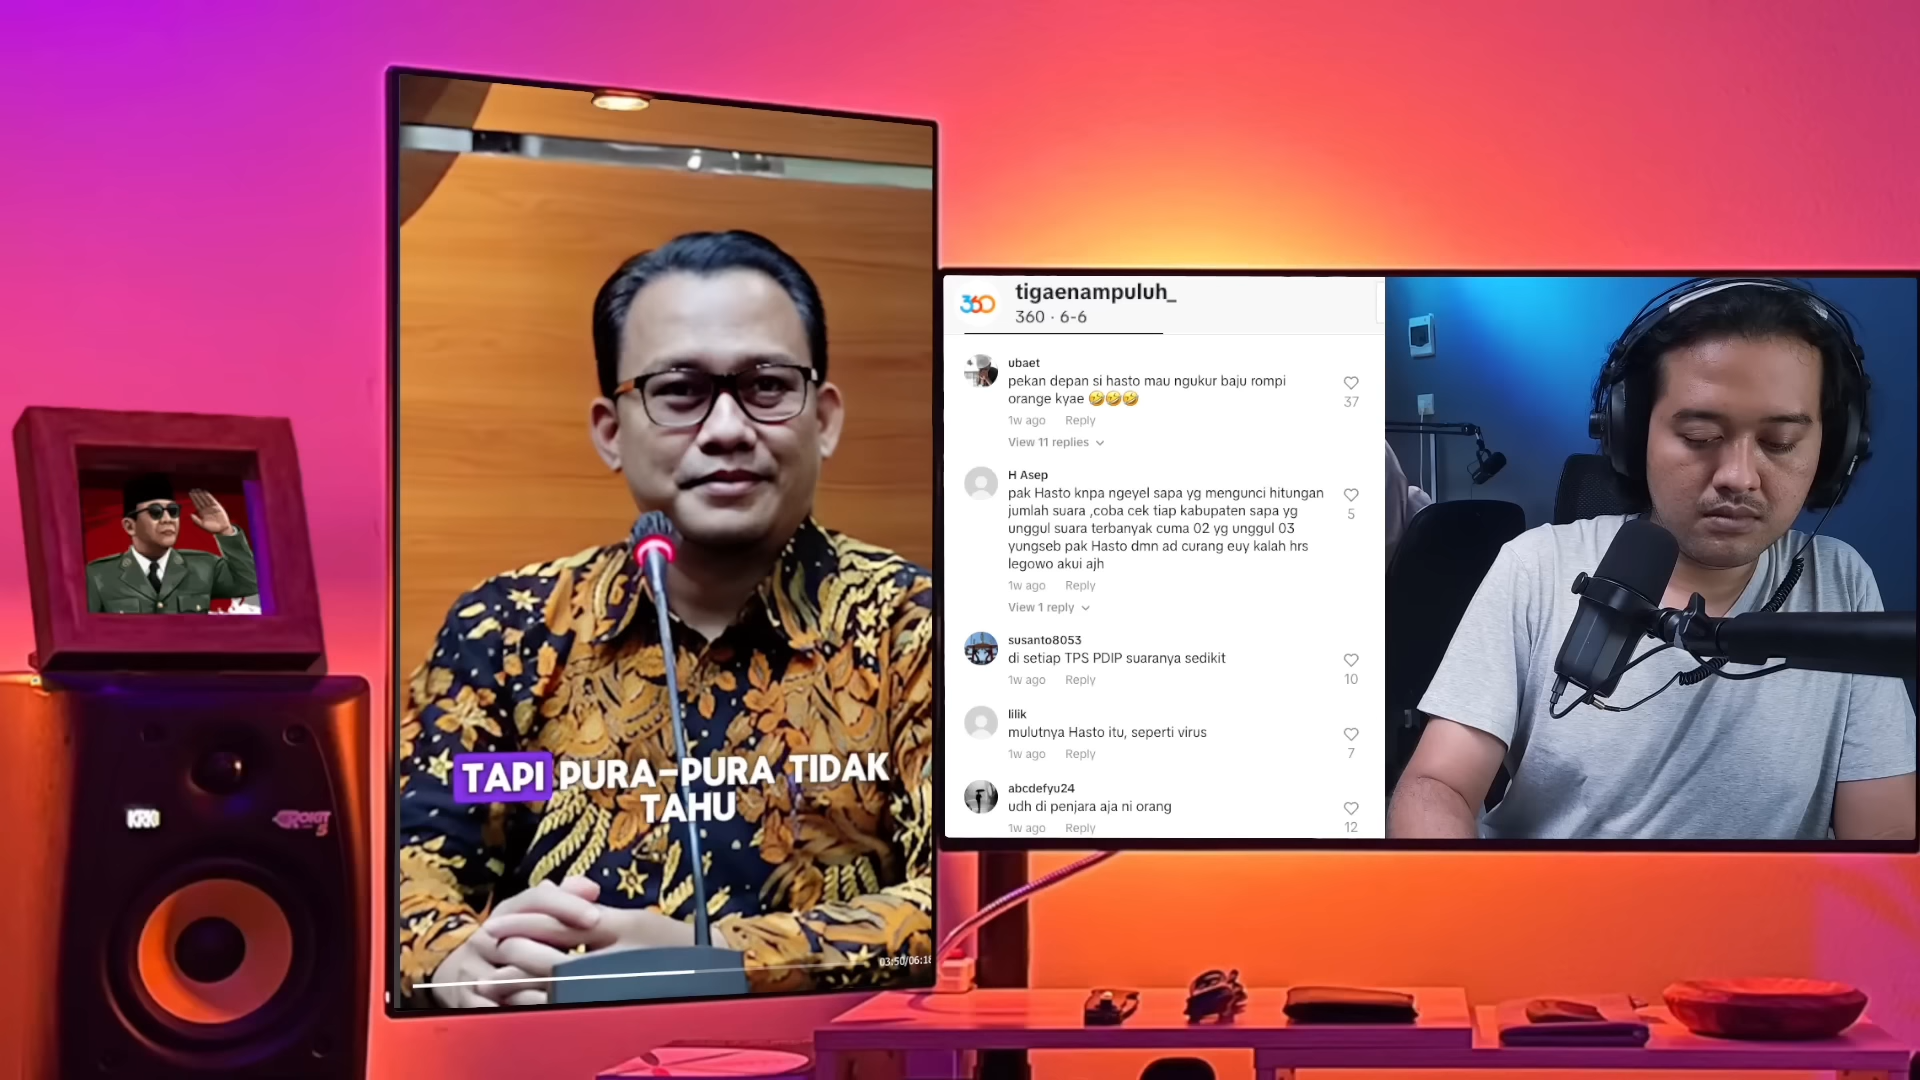 TAPI PURA-PURA TIDAK
TAHU
03:50/06:18
360
tigaenampuluh_
360 · 6-6
ubaet
pekan depan si hasto mau ngukur baju rompi
orange kyae 🤣🤣🤣
37
1w ago Reply
View 11 replies
H Asep
pak Hasto knpa ngeyel sapa yg mengunci hitungan
jumlah suara ,coba cek tiap kabupaten sapa yg
unggul suara terbanyak cuma 02 yg unggul 03
yungseb pak Hasto dmn ad curang euy kalah hrs
legowo akui ajh
5
1w ago Reply
View 1 reply
susanto8053
di setiap TPS PDIP suaranya sedikit
1w ago Reply
10
lilik
mulutnya Hasto itu, seperti virus
1w ago Reply
7
abcdefyu24
udh di penjara aja ni orang
1w ago Reply
12
KRK
ROKIT 5